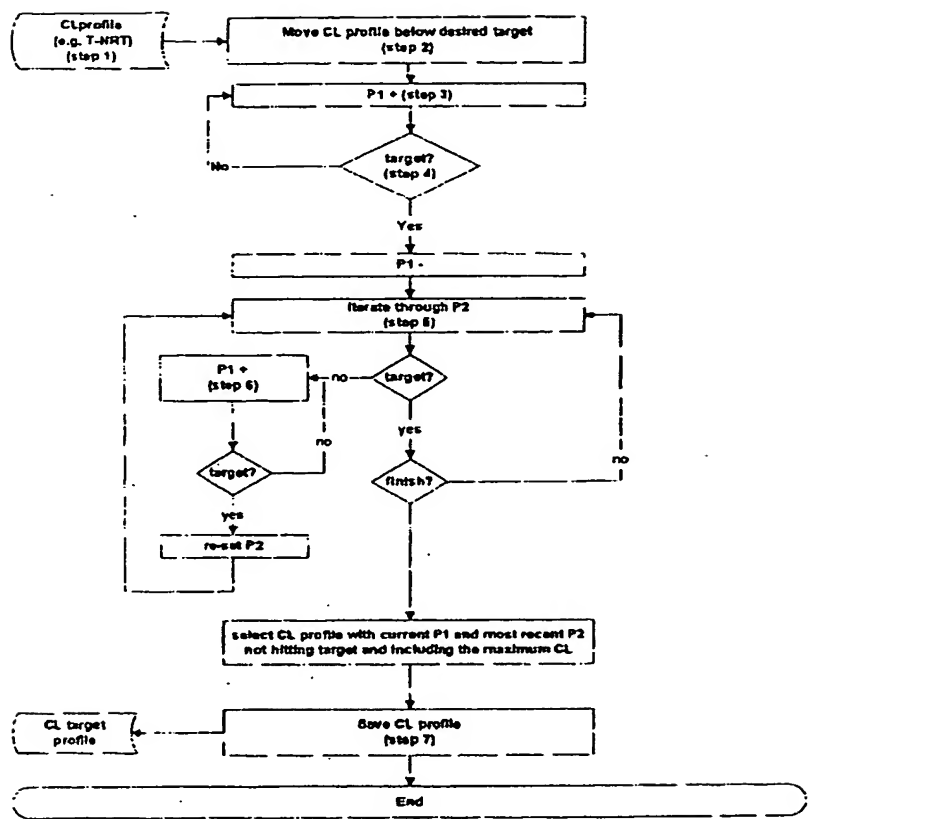 CLprofile
(e.g. T-NRT)
(step 1)
Move CL profile below desired target
(step 2)
P1 + (step 3)
target?
(step 4)
No
Yes
P1 -
Iterate through P2
(step 5)
P1 +
(step 6)
no
target?
no
yes
target?
finish?
no
yes
re-set P2
select CL profile with current P1 and most recent P2
not hitting target and including the maximum CL
CL target
profile
Save CL profile
(step 7)
End